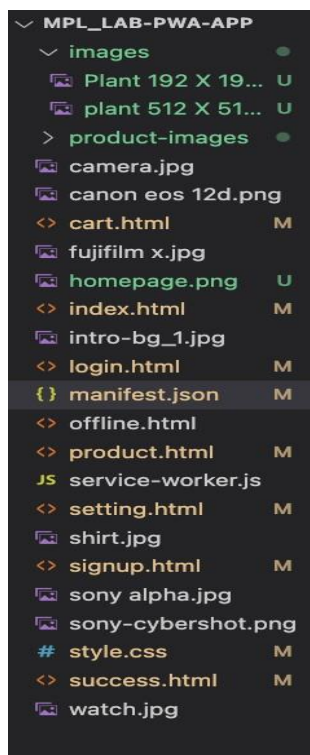 MPL_LAB-PWA-APP
images
Plant 192 X 19... U
plant 512 X 51... U
product-images
camera.jpg
canon eos 12d.png
<> cart.html M
fujifilm x.jpg
homepage.png U
<> index.html M
intro-bg_1.jpg
<> login.html M
{} manifest.json M
<> offline.html
<> product.html M
JS service-worker.js
<> setting.html M
shirt.jpg
<> signup.html M
sony alpha.jpg
sony-cybershot.png
# style.css M
<> success.html M
watch.jpg